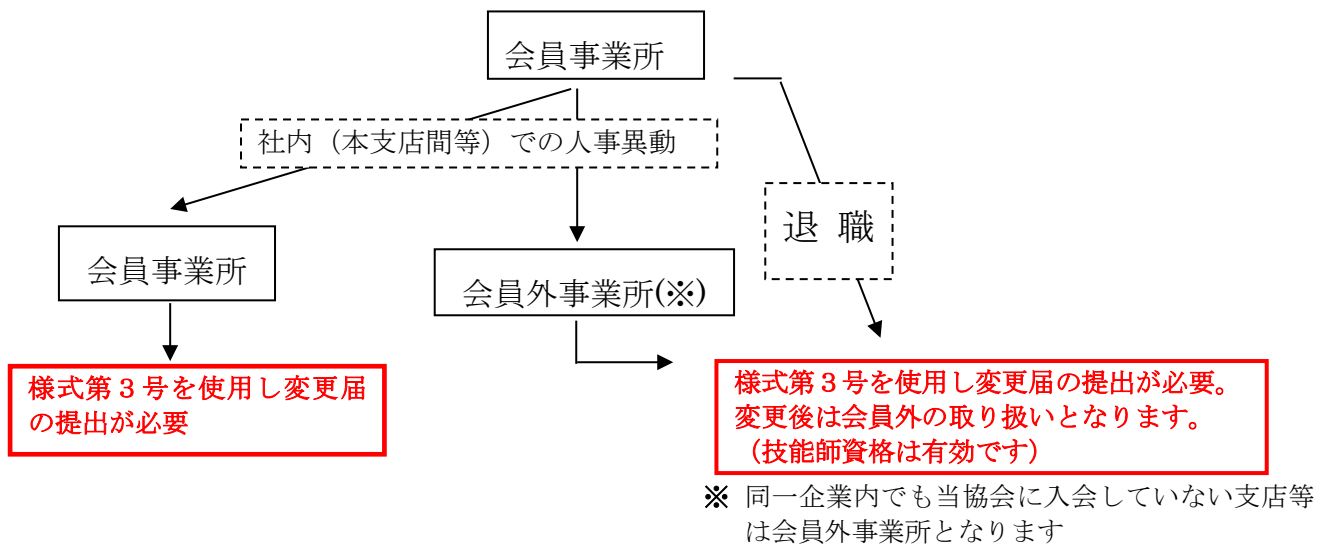 会員事業所
社内（本支店間等）での人事異動
退 職
会員事業所
会員外事業所(※)
様式第３号を使用し変更届
の提出が必要
様式第３号を使用し変更届の提出が必要。
変更後は会員外の取り扱いとなります。
（技能師資格は有効です）
※ 同一企業内でも当協会に入会していない支店等
は会員外事業所となります